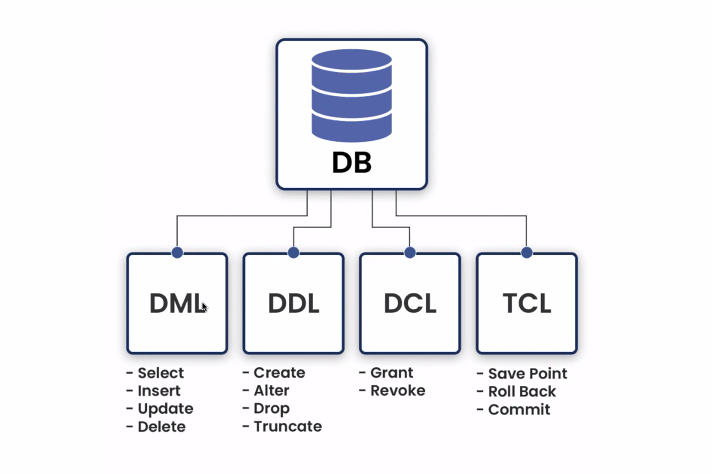 DB
DML
DDL
DCL
TCL
- Select
- Insert
- Update
- Delete
- Create
- Alter
- Drop
- Truncate
- Grant
- Revoke
- Save Point
- Roll Back
- Commit